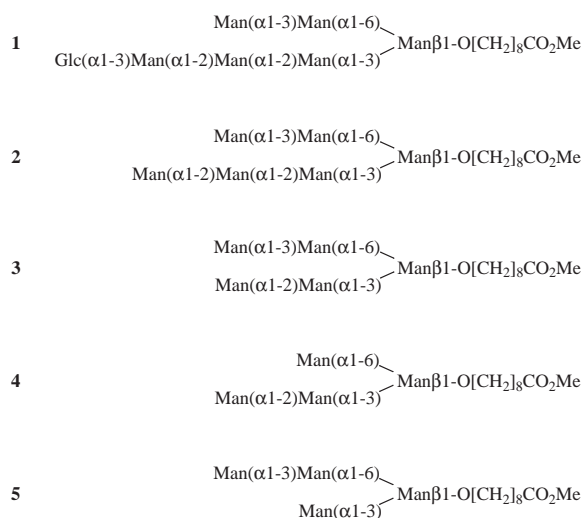 Man(α1-3)Man(α1-6)
1 Manβ1-O[CH2]8CO2Me
Glc(α1-3)Man(α1-2)Man(α1-2)Man(α1-3)
Man(α1-3)Man(α1-6)
2 Manβ1-O[CH2]8CO2Me
Man(α1-2)Man(α1-2)Man(α1-3)
Man(α1-3)Man(α1-6)
3 Manβ1-O[CH2]8CO2Me
Man(α1-2)Man(α1-3)
Man(α1-6)
4 Manβ1-O[CH2]8CO2Me
Man(α1-2)Man(α1-3)
Man(α1-3)Man(α1-6)
5 Manβ1-O[CH2]8CO2Me
Man(α1-3)